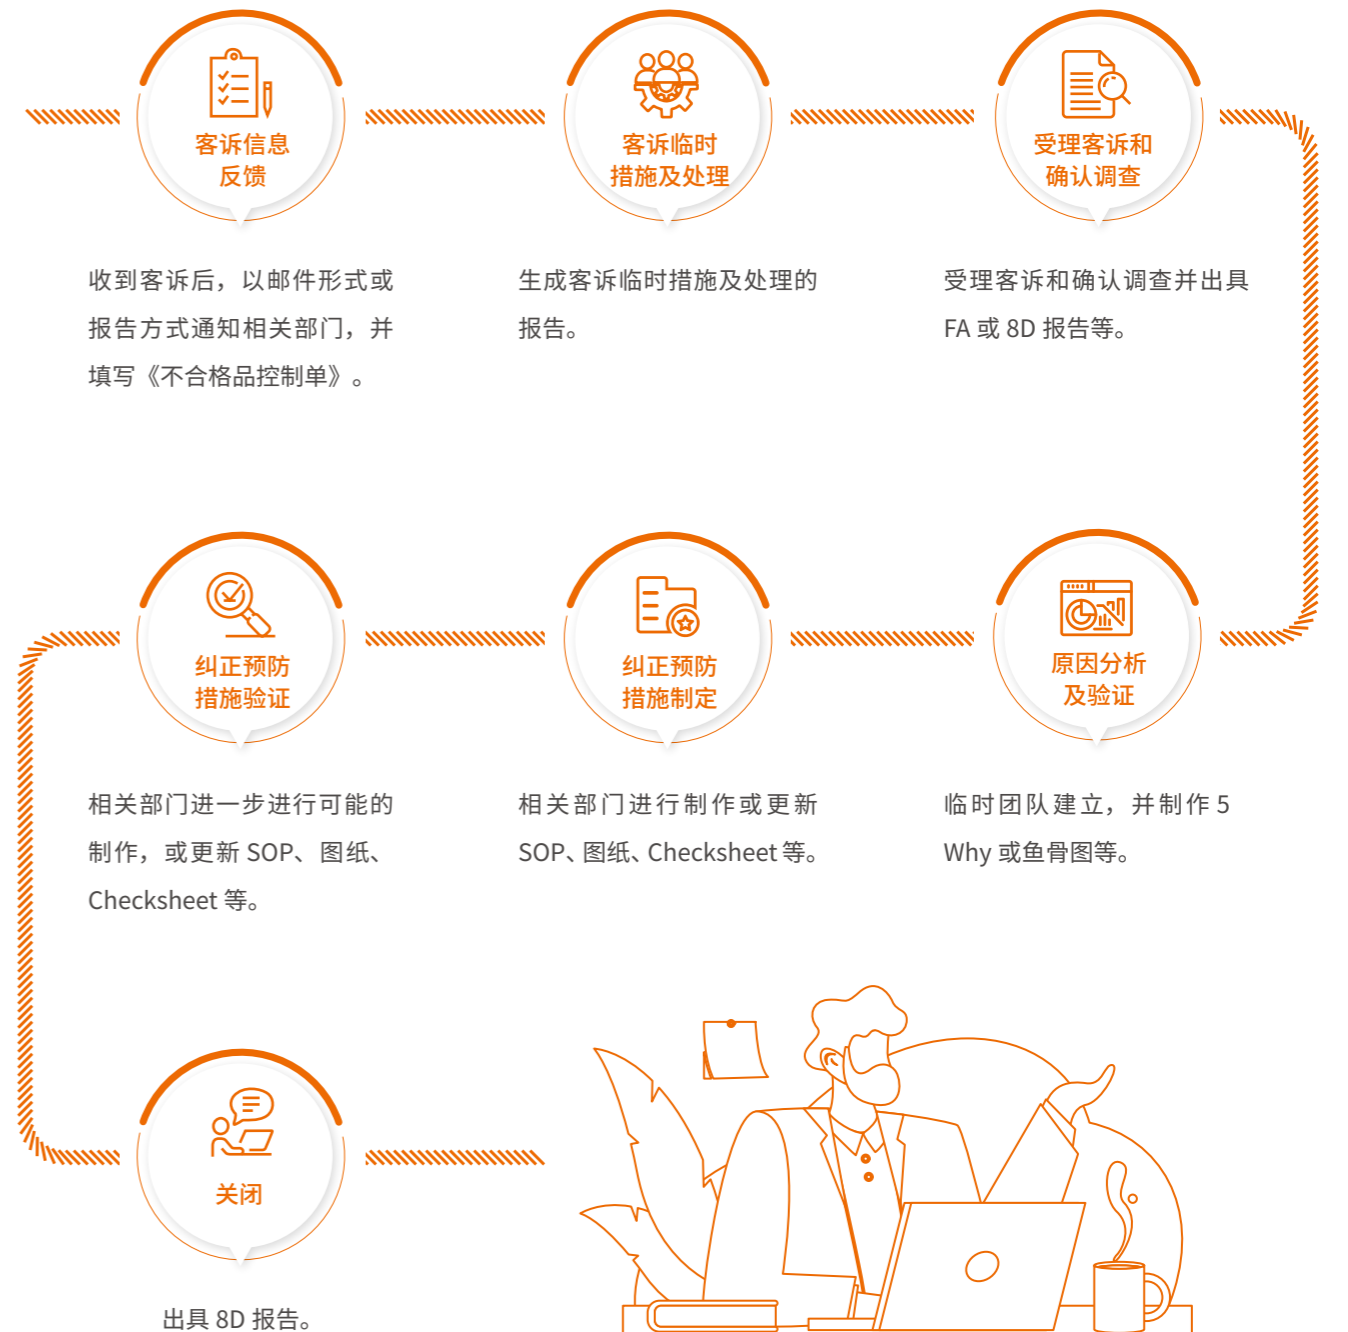 客诉信息
反馈
收到客诉后，以邮件形式或
报告方式通知相关部门，并
填写《不合格品控制单》。
客诉临时
措施及处理
生成客诉临时措施及处理的
报告。
受理客诉和
确认调查
受理客诉和确认调查并出具
FA 或 8D 报告等。
原因分析
及验证
临时团队建立，并制作 5
Why 或鱼骨图等。
纠正预防
措施制定
相关部门进行制作或更新
SOP、图纸、Checksheet 等。
纠正预防
措施验证
相关部门进一步进行可能的
制作，或更新 SOP、图纸、
Checksheet 等。
关闭
出具 8D 报告。